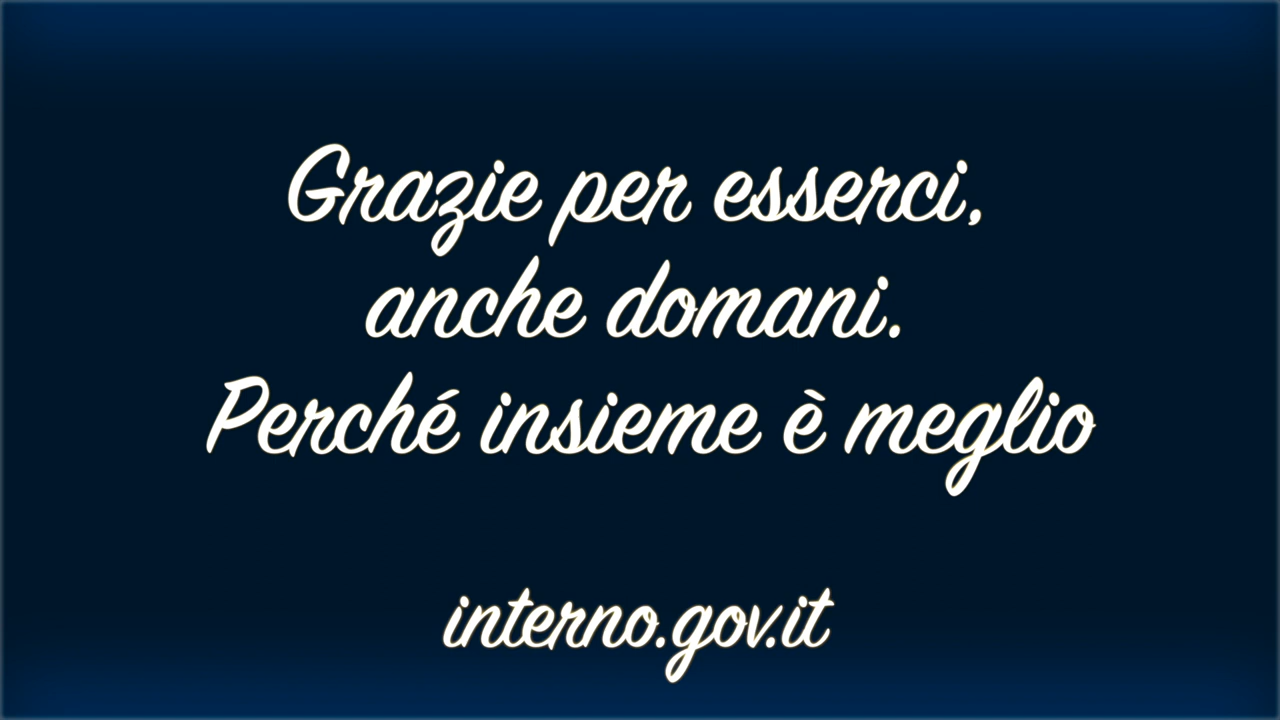 Grazie per esserci,
anche domani.
Perché insieme è meglio
interno.gov.it